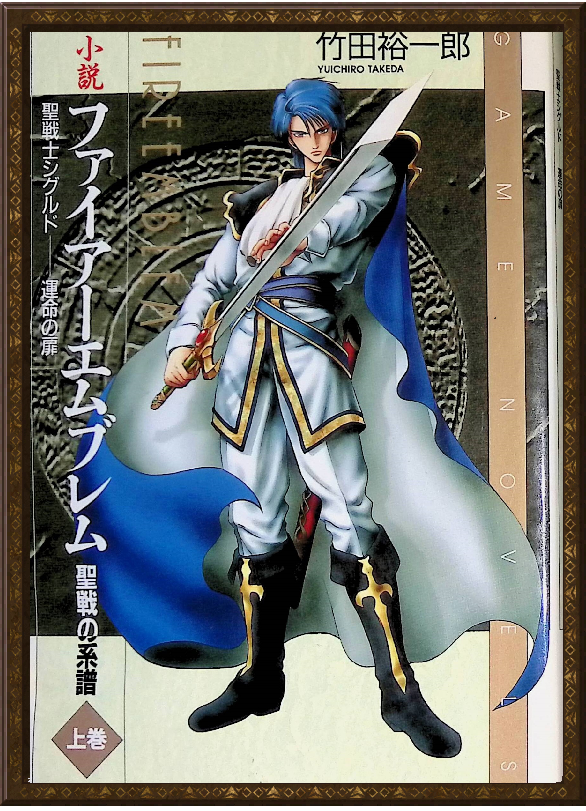 小説
ファイアーエムブレム
聖戦の系譜
上巻
聖戦士シグルド――運命の扉
竹田裕一郎
YUICHIRO TAKEDA
FIRE EMBLEM
GAME NOVELS